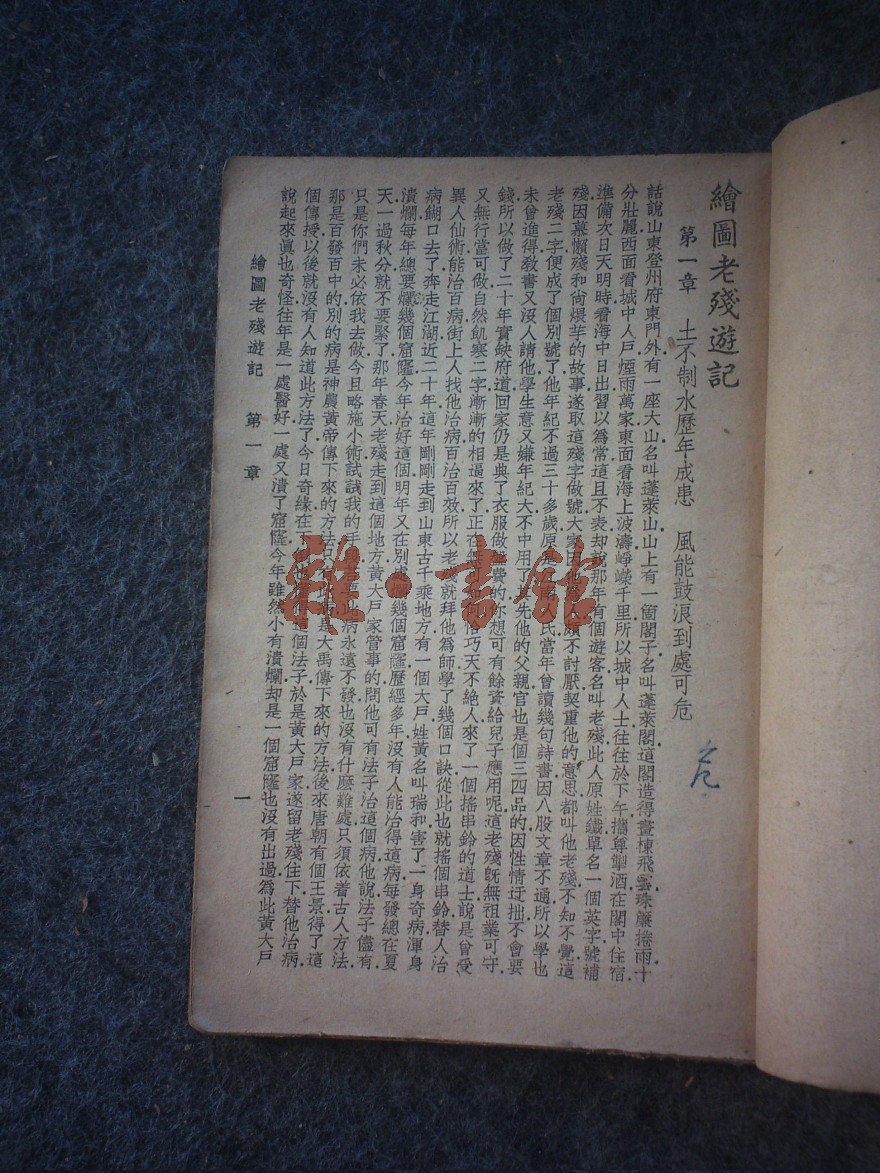 繪圖老殘遊記
第一章 土不制水歷年成患 風能鼓浪到處可危
話說山東登州府東門外有一座大山名叫蓬萊山山上有一箇閣子名叫蓬萊閣這閣造得畫棟飛雲珠簾捲雨十
分壯麗西面看城中人戶煙雨萬家東面看海上波濤崢嶸千里所以城中人士往往於下午攜尊挈酒在閣中住宿
準備次日天明時看海中日出習以為常這且不表却說那年有個遊客名叫老殘此人原姓鐵單名一個英字號補
殘因慕懶殘和尚煨芋的故事遂取這殘字做號大家因他為人頗不討厭契重他的意思都叫他老殘不知不覺這
老殘二字便成了個別號了他年紀不過三十多歲原是江南人氏當年曾讀幾句詩書因八股文章不通所以學也
未曾進得教書又沒人請他學生意又嫌年紀大不中用了其先他的父親官也是個三四品的因性情迂拙不會要
錢所以做了二十年實缺府道回家仍是典了衣服做盤費的你想可有餘資給兒子應用呢這老殘既無祖業可守
又無行當可做自然飢寒二字漸漸的相逼來了正在無可如何恰巧天不絕人來了一個搖串鈴的道士說是曾受
異人仙術能治百病街上人找他治病百治百效所以老殘就拜他為師學了幾個口訣從此也就搖個串鈴替人治
病餬口去了奔走江湖近二十年這年剛剛走到山東古千乘地方有一個大戶姓黃名叫瑞和害了一身奇病渾身
潰爛每年總要爛幾個窟窿今年治好這個明年又在別處爛幾個窟窿歷經多年沒有人能治得這病每發總在夏
天一過秋分就不要緊了那年春天老殘走到這個地方黃大戶家管事的問他可有法子治這個病他說法子儘有
只是你們未必依我去做今且略施小術試試我的手段若要此病永遠不發也沒有什麽難處只須依着古人方法
那是百發百中的別的病是神農黃帝傳下來的方法只有此病是大禹傳下來的方法後來唐朝有個王景得了這
個傳授以後就沒有人知道此方法了今日奇緣在下倒也懂得這個法子於是黃大戶家遂留老殘住下替他治病
說起來眞也奇怪往年是一處醫好一處又潰了窟窿今年雖然小有潰爛却是一個窟窿也沒有出過為此黃大戶
繪圖老殘遊記 第一章
一
雜·書館